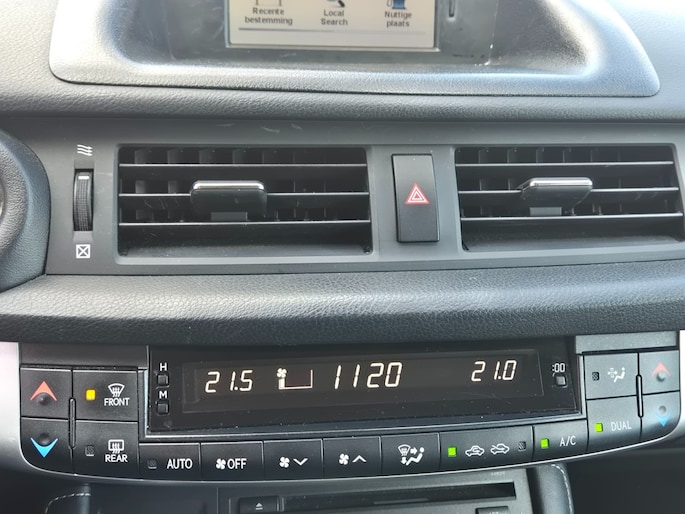 Recente
bestemming
Local
Search
Nuttige
plaats
H
M
21.5
1120
21.0
:00
FRONT
REAR
AUTO
OFF
A/C
DUAL